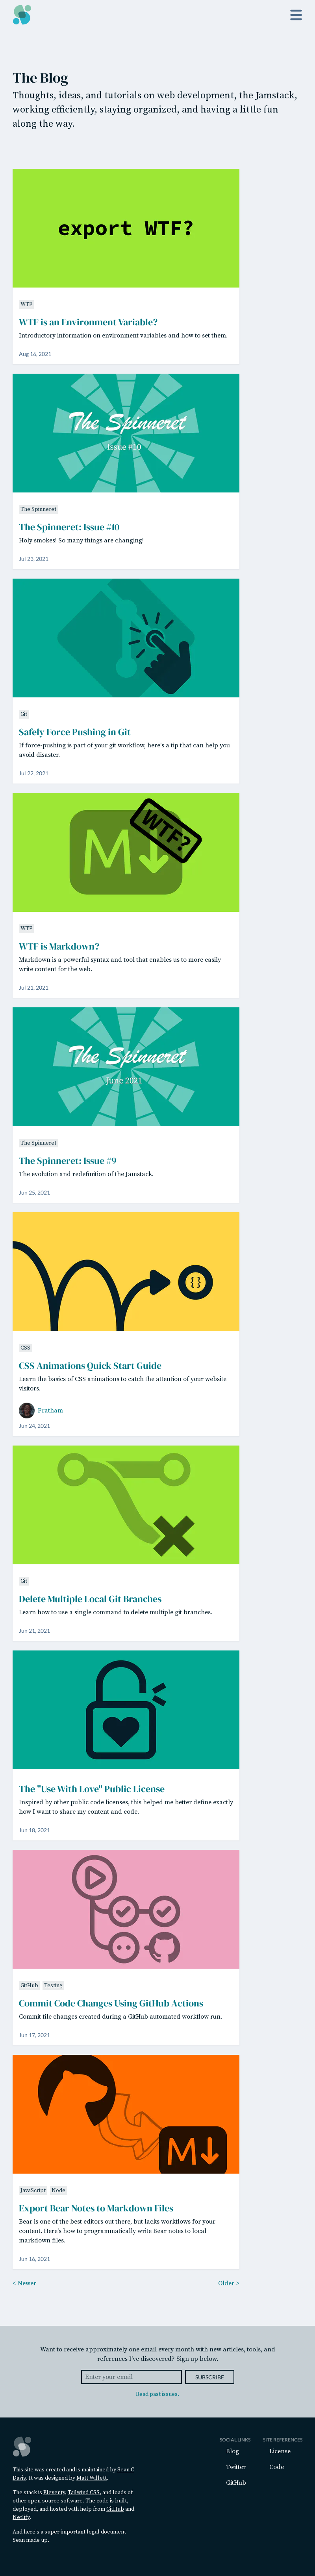 The Blog
Thoughts, ideas, and tutorials on web development, the Jamstack,
working efficiently, staying organized, and having a little fun
along the way.
export WTF?
WTF
WTF is an Environment Variable?
Introductory information on environment variables and how to set them.
Aug 16, 2021
The Spinneret
Issue #10
The Spinneret
The Spinneret: Issue #10
Holy smokes! So many things are changing!
Jul 23, 2021
Git
Safely Force Pushing in Git
If force-pushing is part of your git workflow, here's a tip that can help you
avoid disaster.
Jul 22, 2021
M
WTF?
WTF
WTF is Markdown?
Markdown is a powerful syntax and tool that enables us to more easily
write content for the web.
Jul 21, 2021
The Spinneret
June 2021
The Spinneret
The Spinneret: Issue #9
The evolution and redefinition of the Jamstack.
Jun 25, 2021
{ }
CSS
CSS Animations Quick Start Guide
Learn the basics of CSS animations to catch the attention of your website
visitors.
Pratham
Jun 24, 2021
Git
Delete Multiple Local Git Branches
Learn how to use a single command to delete multiple git branches.
Jun 21, 2021
The "Use With Love" Public License
Inspired by other public code licenses, this helped me better define exactly
how I want to share my content and code.
Jun 18, 2021
GitHub Testing
Commit Code Changes Using GitHub Actions
Commit file changes created during a GitHub automated workflow run.
Jun 17, 2021
M
JavaScript Node
Export Bear Notes to Markdown Files
Bear is one of the best editors out there, but lacks workflows for your
content. Here's how to programmatically write Bear notes to local
markdown files.
Jun 16, 2021
< Newer
Older >
Want to receive approximately one email every month with new articles, tools, and
references I've discovered? Sign up below.
Enter your email
SUBSCRIBE
Read past issues.
This site was created and is maintained by Sean C
Davis. It was designed by Matt Willett.
The stack is Eleventy, Tailwind CSS, and loads of
other open-source software. The code is built,
deployed, and hosted with help from GitHub and
Netlify.
And here's a super important legal document
Sean made up.
SOCIAL LINKS
Blog
Twitter
GitHub
SITE REFERENCES
License
Code